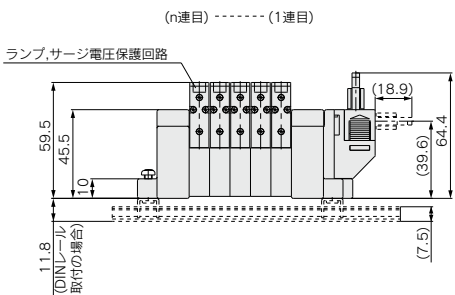 (n連目) ------- (1連目)
ランプ,サージ電圧保護回路
(18.9)
59.5
45.5
10
(39.6)
64.4
11.8
(DINレール
取付の場合)
(7.5)